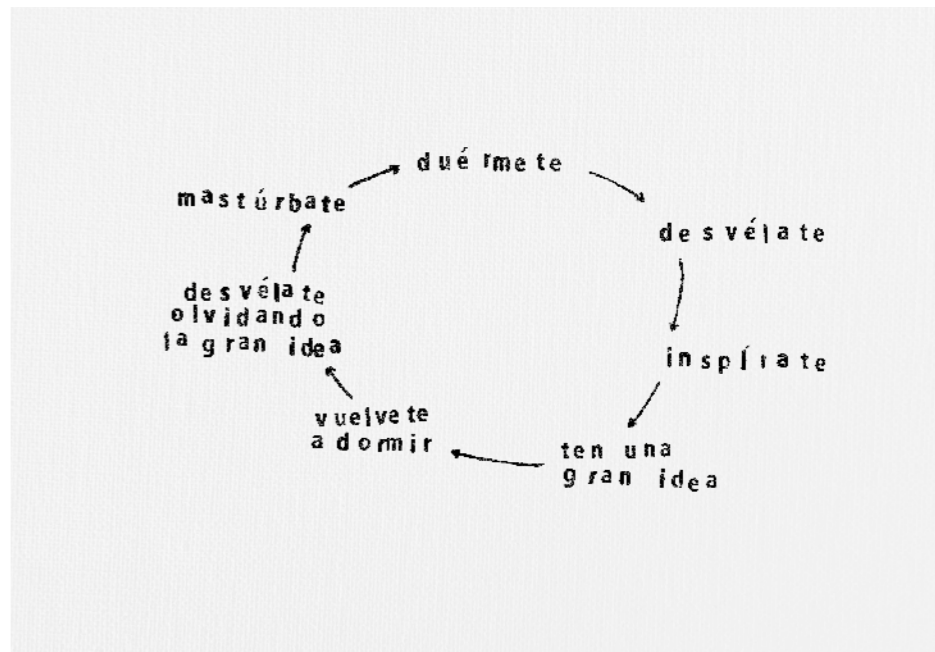 duérmete
desvélate
inspírate
ten una
gran idea
vuelvete
a dormir
desvélate
olvidando
la gran idea
mastúrbate